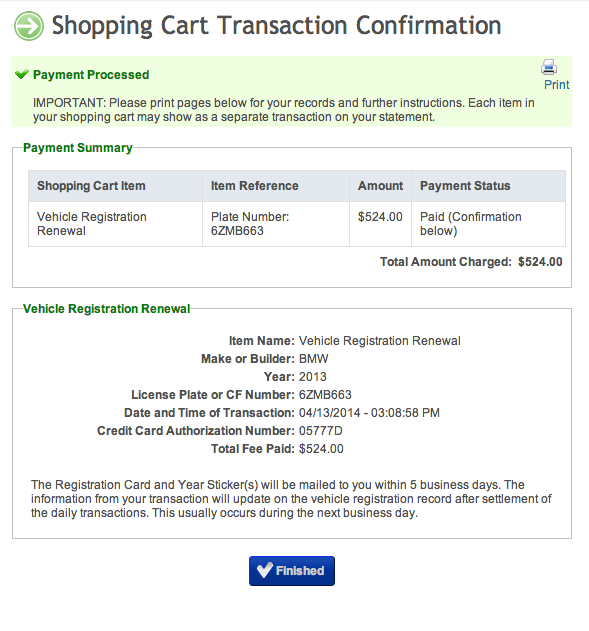 Shopping Cart Transaction Confirmation
Payment Processed
Print
IMPORTANT: Please print pages below for your records and further instructions. Each item in
your shopping cart may show as a separate transaction on your statement.
Payment Summary
Shopping Cart Item Item Reference Amount Payment Status
Vehicle Registration Plate Number: $524.00 Paid (Confirmation
Renewal 6ZMB663 below)
Total Amount Charged: $524.00
Vehicle Registration Renewal
Item Name: Vehicle Registration Renewal
Make or Builder: BMW
Year: 2013
License Plate or CF Number: 6ZMB663
Date and Time of Transaction: 04/13/2014 - 03:08:58 PM
Credit Card Authorization Number: 05777D
Total Fee Paid: $524.00
The Registration Card and Year Sticker(s) will be mailed to you within 5 business days. The
information from your transaction will update on the vehicle registration record after settlement of
the daily transactions. This usually occurs during the next business day.
Finished